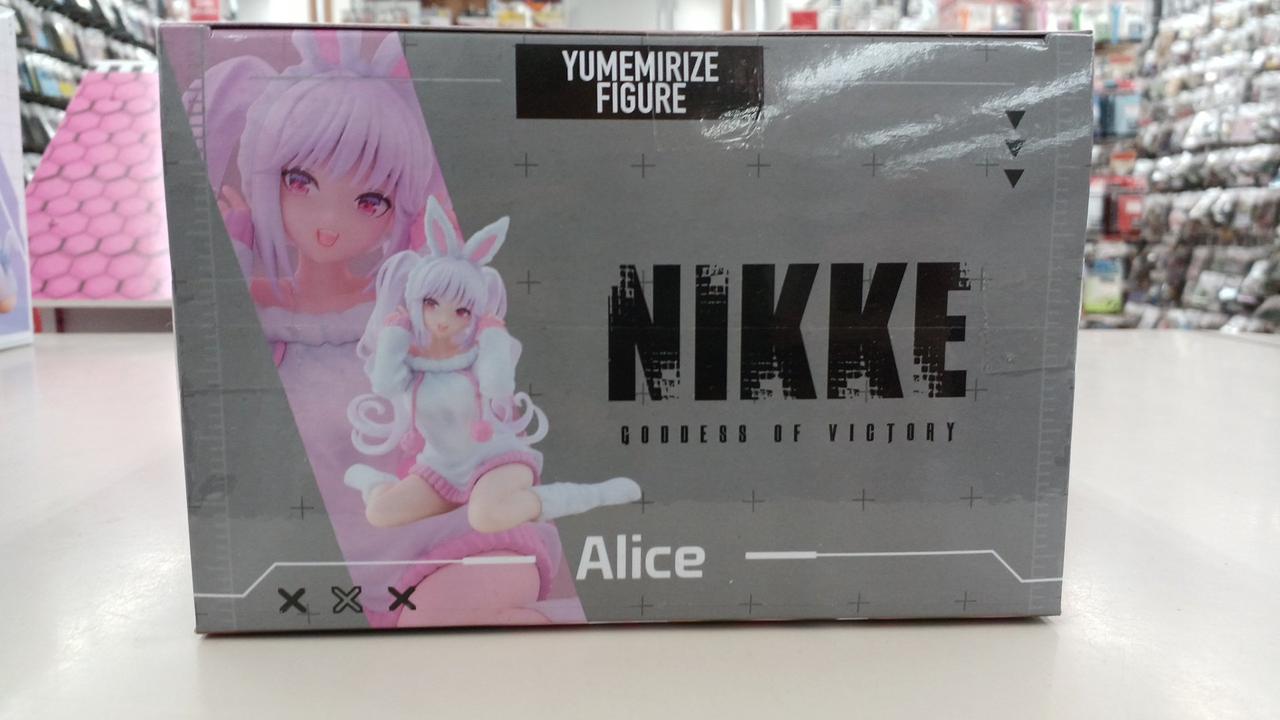 YUMEMIRIZE
FIGURE
NIKKE
GODDESS OF VICTORY
Alice